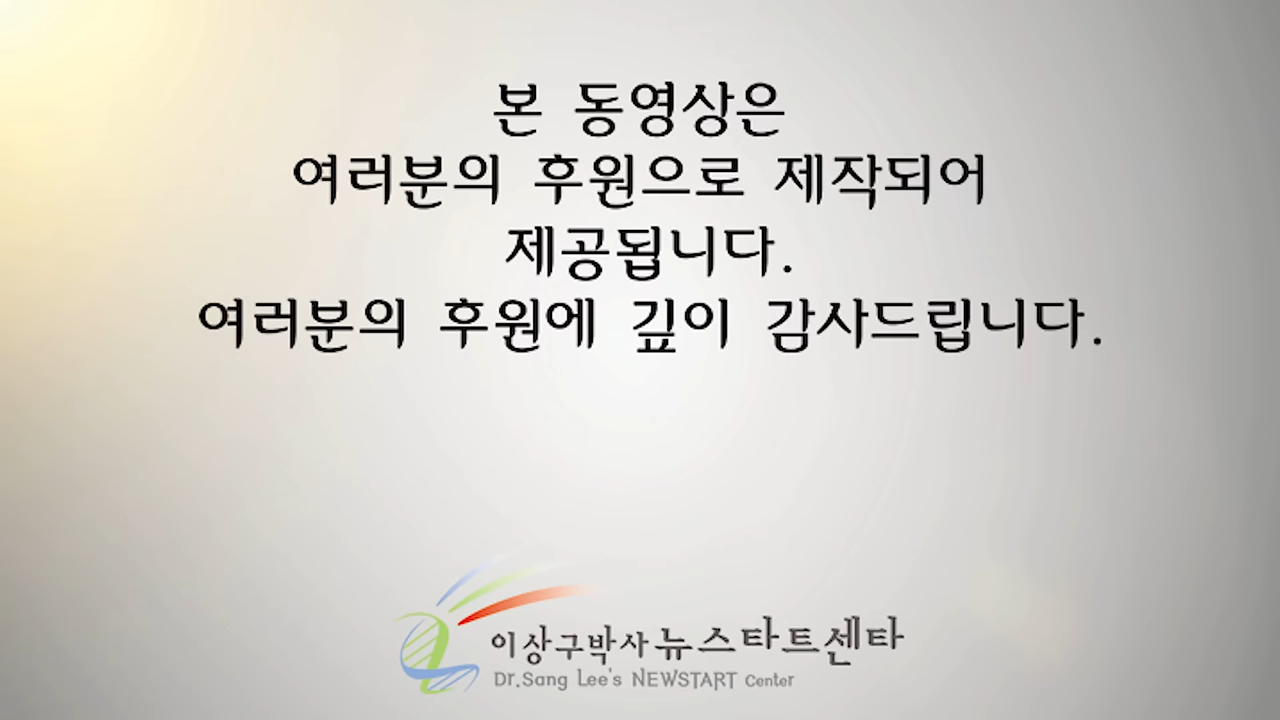 본 동영상은
여러분의 후원으로 제작되어
제공됩니다.
여러분의 후원에 깊이 감사드립니다.
이상구박사 뉴스타트센타
Dr.Sang Lee's NEWSTART Center